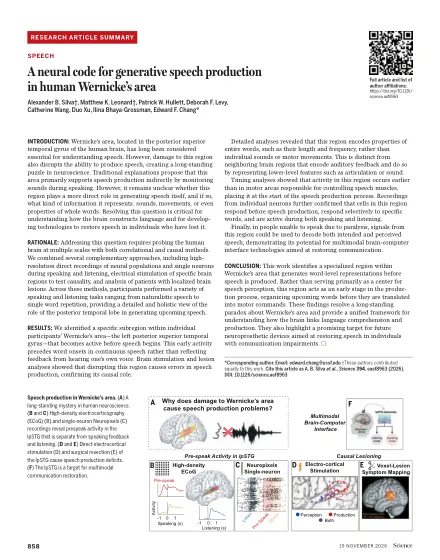 RESEARCH ARTICLE SUMMARY
SPEECH
A neural code for generative speech production
in human Wernicke's area
Alexander B. Silva†, Matthew K. Leonard†, Patrick W. Hullett, Deborah F. Levy,
Catherine Wang, Duo Xu, Ilina Bhaya-Grossman, Edward F. Chang*
Full article and list of
author affiliations:
https://doi.org/10.1126/
science.aef8963
INTRODUCTION: Wernicke's area, located in the posterior superior
temporal gyrus of the human brain, has long been considered
essential for understanding speech. However, damage to this region
also disrupts the ability to produce speech, creating a long-standing
puzzle in neuroscience. Traditional explanations propose that this
area primarily supports speech production indirectly by monitoring
sounds during speaking. However, it remains unclear whether this
region plays a more direct role in generating speech itself, and if so,
what kind of information it represents: sounds, movements, or even
properties of whole words. Resolving this question is critical for
understanding how the brain constructs language and for develop-
ing technologies to restore speech in individuals who have lost it.
RATIONALE: Addressing this question requires probing the human
brain at multiple scales with both correlational and causal methods.
We combined several complementary approaches, including high-
resolution direct recordings of neural populations and single neurons
during speaking and listening, electrical stimulation of specific brain
regions to test causality, and analysis of patients with localized brain
lesions. Across these methods, participants performed a variety of
speaking and listening tasks ranging from naturalistic speech to
single word repetition, providing a detailed and holistic view of the
role of the posterior temporal lobe in generating upcoming speech.
RESULTS: We identified a specific subregion within individual
participants' Wernicke's area—the left posterior superior temporal
gyrus—that becomes active before speech begins. This early activity
precedes word onsets in continuous speech rather than reflecting
feedback from hearing one's own voice. Brain stimulation and lesion
analyses showed that disrupting this region causes errors in speech
production, confirming its causal role.
Detailed analyses revealed that this region encodes properties of
entire words, such as their length and frequency, rather than
individual sounds or motor movements. This is distinct from
neighboring brain regions that encode auditory feedback and do so
by representing lower-level features such as articulation or sound.
Timing analyses showed that activity in this region occurs earlier
than in motor areas responsible for controlling speech muscles,
placing it at the start of the speech production process. Recordings
from individual neurons further confirmed that cells in this region
respond before speech production, respond selectively to specific
words, and are active during both speaking and listening.
Finally, in people unable to speak due to paralysis, signals from
this region could be used to decode both intended and perceived
speech, demonstrating its potential for multimodal brain-computer
interface technologies aimed at restoring communication.
CONCLUSION: This work identifies a specialized region within
Wernicke's area that generates word-level representations before
speech is produced. Rather than serving primarily as a center for
speech perception, this region acts as an early stage in the produc-
tion process, organizing upcoming words before they are translated
into motor commands. These findings resolve a long-standing
paradox about Wernicke's area and provide a unified framework for
understanding how the brain links language comprehension and
production. They also highlight a promising target for future
neuroprosthetic devices aimed at restoring speech in individuals
with communication impairments. □
*Corresponding author. Email: edward.chang@ucsf.edu †These authors contributed
equally to this work. Cite this article as A. B. Silva et al., Science 394, eaef8963 (2026).
DOI: 10.1126/science.aef8963
Speech production in Wernicke's area. (A) A
long-standing mystery in human neuroscience.
(B and C) High-density electrocorticography
(ECoG) (B) and single-neuron Neuropixels (C)
recordings reveal prespeak activity in the
lpSTG that is separate from speaking feedback
and listening. (D and E) Direct electrocortical
stimulation (D) and surgical resection (E) of
the lpSTG cause speech production deficits.
(F) The lpSTG is a target for multimodal
communication restoration.
A Why does damage to Wernicke's area
cause speech production problems?
Multimodal
Brain-Computer
Interface
F
Pre-speak Activity in lpSTG
Causal Lesioning
B High-density
ECoG
Pre-speak
Activity
-1 0 1
Speaking (s)
-1 0 1
Listening (s)
C Neuropixels
Single-neuron
D Electro-cortical
Stimulation
Perception
Production
Both
E Voxel-Lesion
Symptom Mapping
858
19 NOVEMBER 2026 Science